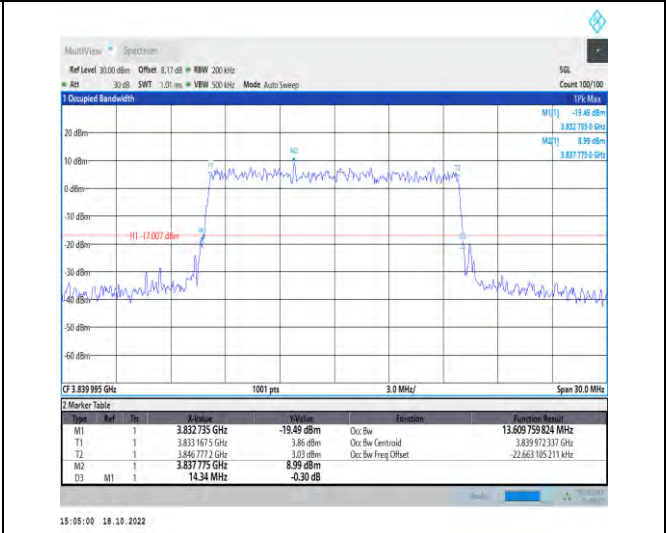 MultiView Spectrum
Ref Level 30.00 dBm Offset 8.17 dB RBW 200 kHz SGL
Att 30 dB SWT 1.01 ms VBW 500 kHz Mode Auto Sweep Count 100/100
1 Occupied Bandwidth 1Pk Max
M1[1] -19.49 dBm
3.832 735 0 GHz
M2[1] 8.99 dBm
3.837 775 0 GHz
20 dBm
M2
10 dBm
T1 T2
0 dBm
-10 dBm
H1 -17.007 dBm
M1
D3
-20 dBm
-30 dBm
-40 dBm
-50 dBm
-60 dBm
CF 3.839 995 GHz 1001 pts 3.0 MHz/ Span 30.0 MHz
2 Marker Table
Type Ref Trc X-Value Y-Value Function Function Result
M1 1 3.832 735 GHz -19.49 dBm Occ Bw 13.609 759 824 MHz
T1 1 3.833 167 5 GHz 3.86 dBm Occ Bw Centroid 3.839 972 337 GHz
T2 1 3.846 777 2 GHz 3.03 dBm Occ Bw Freq Offset -22.663 105 211 kHz
M2 1 3.837 775 GHz 8.99 dBm
D3 M1 1 14.34 MHz -0.30 dB
Ready
15:05:00 18.10.2022